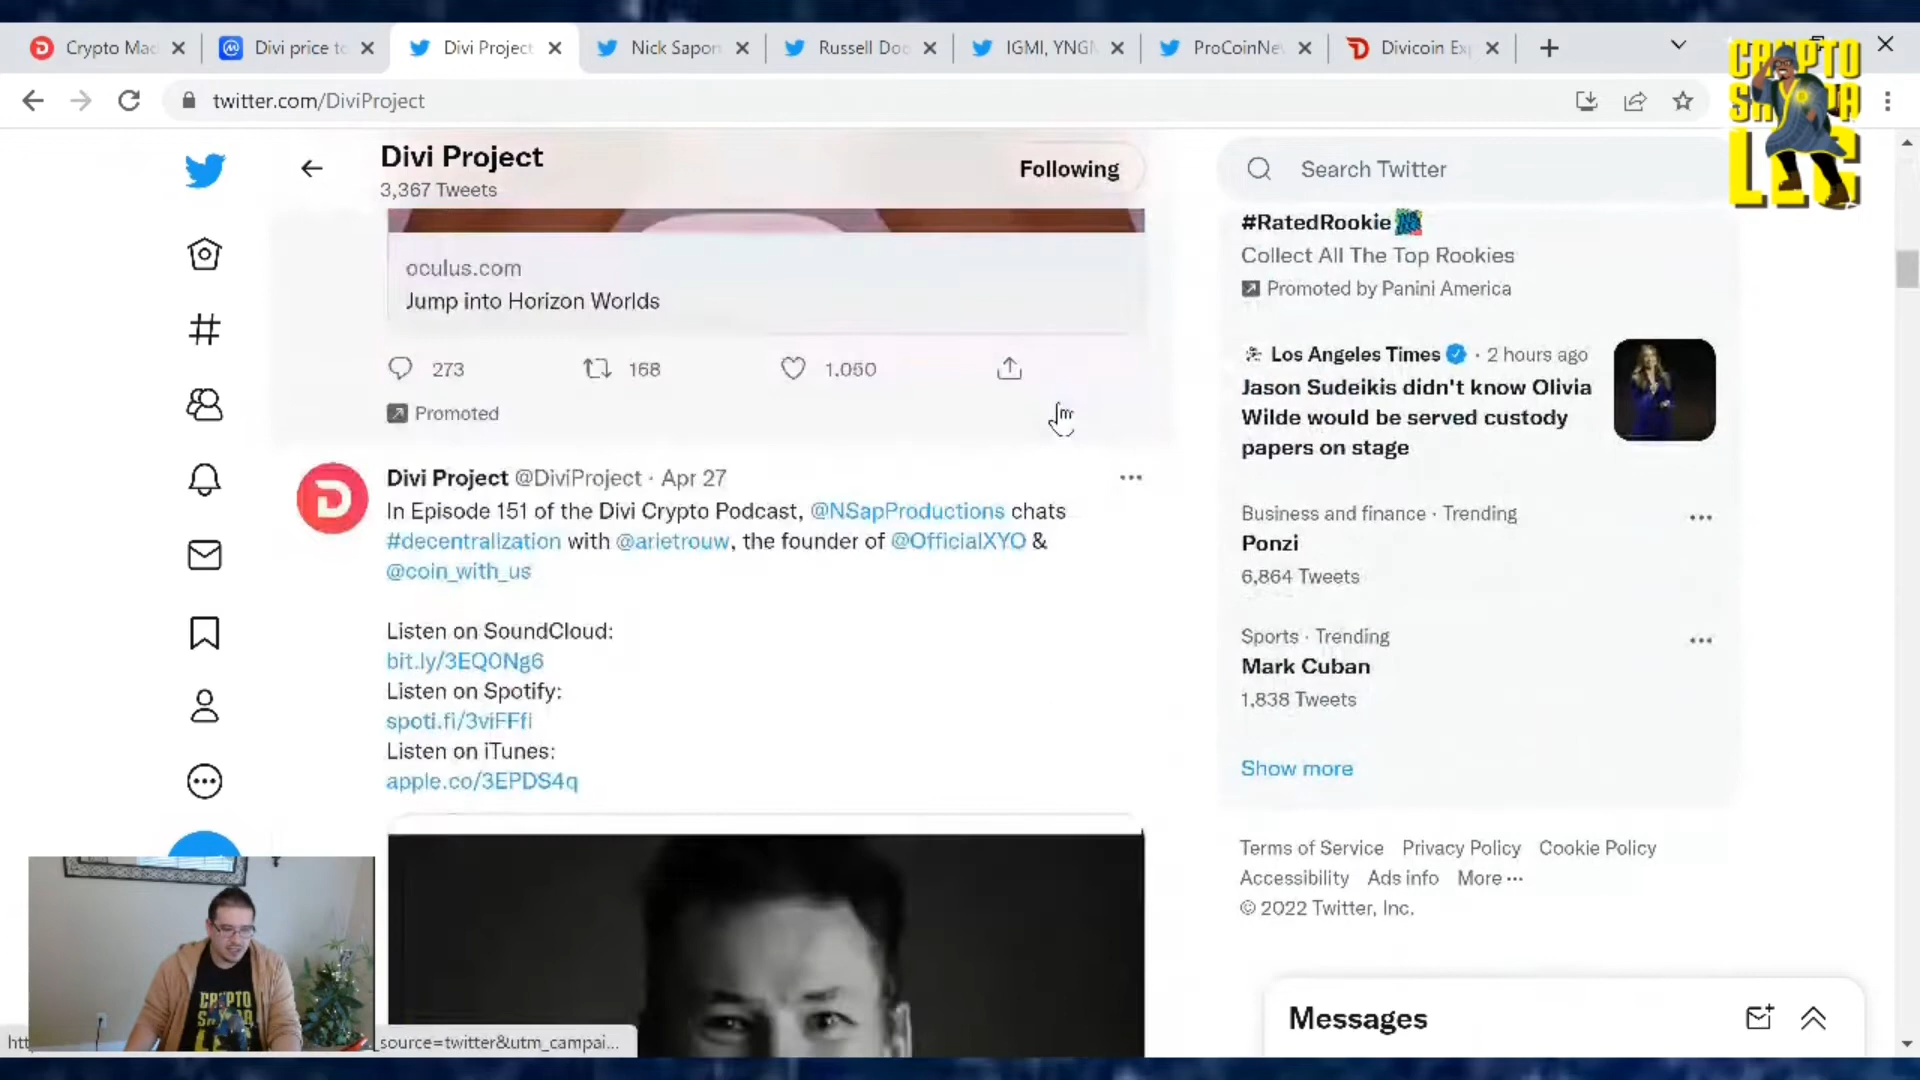 Crypto Mac
Divi price to
Divi Project
Nick Sapon
Russell Doo
IGMI, YNGM
ProCoinNe
Divicoin Ex
twitter.com/DiviProject
CRYPTO
LLC
Divi Project
3,367 Tweets
Following
Search Twitter
oculus.com
Jump into Horizon Worlds
273
168
1,050
Promoted
#RatedRookie
Collect All The Top Rookies
Promoted by Panini America
Los Angeles Times · 2 hours ago
Jason Sudeikis didn't know Olivia
Wilde would be served custody
papers on stage
Divi Project @DiviProject · Apr 27
In Episode 151 of the Divi Crypto Podcast, @NSapProductions chats
#decentralization with @arietrouw, the founder of @OfficialXYO &
@coin_with_us
Listen on SoundCloud:
bit.ly/3EQ0Ng6
Listen on Spotify:
spoti.fi/3viFFfi
Listen on iTunes:
apple.co/3EPDS4q
Business and finance · Trending
Ponzi
6,864 Tweets
Sports · Trending
Mark Cuban
1,838 Tweets
Show more
Terms of Service Privacy Policy Cookie Policy
Accessibility Ads info More
© 2022 Twitter, Inc.
Messages
_source=twitter&utm_campai...